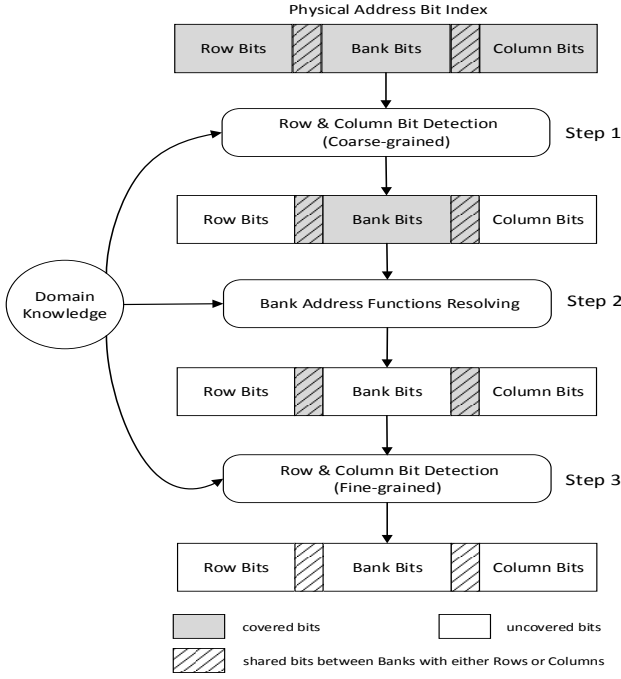 Physical Address Bit Index
Row Bits Bank Bits Column Bits
Row & Column Bit Detection
(Coarse-grained)
Step 1
Row Bits Bank Bits Column Bits
Domain
Knowledge
Bank Address Functions Resolving
Step 2
Row Bits Bank Bits Column Bits
Row & Column Bit Detection
(Fine-grained)
Step 3
Row Bits Bank Bits Column Bits
covered bits
uncovered bits
shared bits between Banks with either Rows or Columns